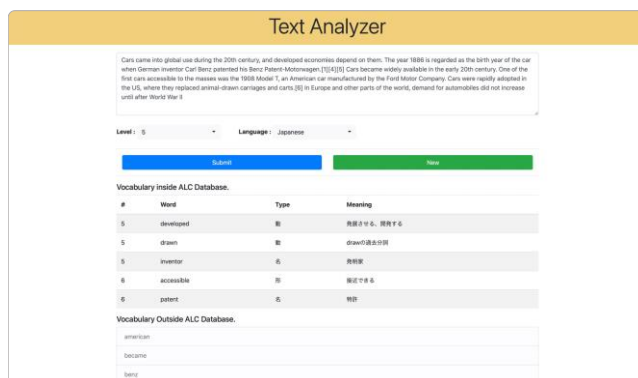 Text Analyzer
Cars came into global use during the 20th century, and developed economies depend on them. The year 1886 is regarded as the birth year of the car
when German inventor Carl Benz patented his Benz Patent-Motorwagen.[1][4][5] Cars became widely available in the early 20th century. One of the
first cars accessible to the masses was the 1908 Model T, an American car manufactured by the Ford Motor Company. Cars were rapidly adopted in
the US, where they replaced animal-drawn carriages and carts.[6] In Europe and other parts of the world, demand for automobiles did not increase
until after World War II
Level : 5 Language : Japanese
Submit New
Vocabulary inside ALC Database.
# Word Type Meaning
5 developed 動 発展させる、開発する
5 drawn 動 drawの過去分詞
5 inventor 名 発明家
6 accessible 形 接近できる
6 patent 名 特許
Vocabulary Outside ALC Database.
american
became
benz